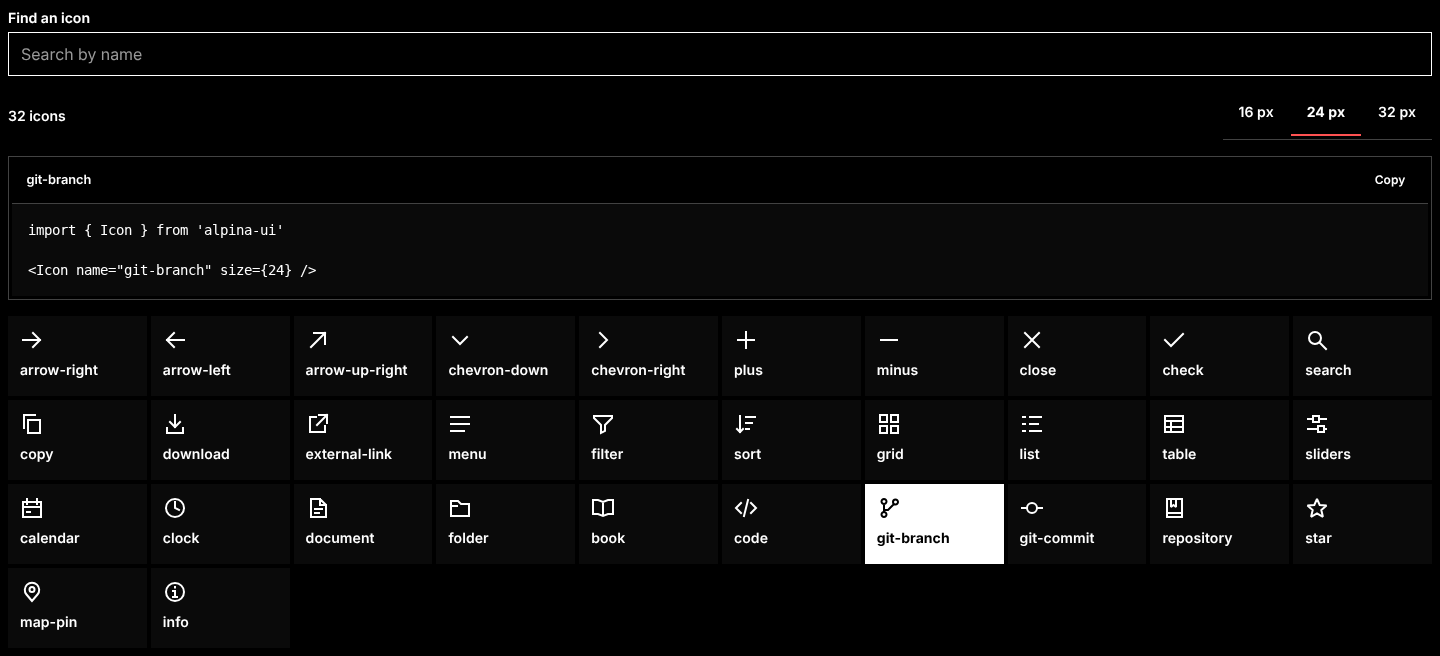 Find an icon
Search by name
32 icons
16 px 24 px 32 px
git-branch Copy
import { Icon } from 'alpina-ui'
<Icon name="git-branch" size={24} />
arrow-right arrow-left arrow-up-right chevron-down chevron-right plus minus close check search
copy download external-link menu filter sort grid list table sliders
calendar clock document folder book code git-branch git-commit repository star
map-pin info